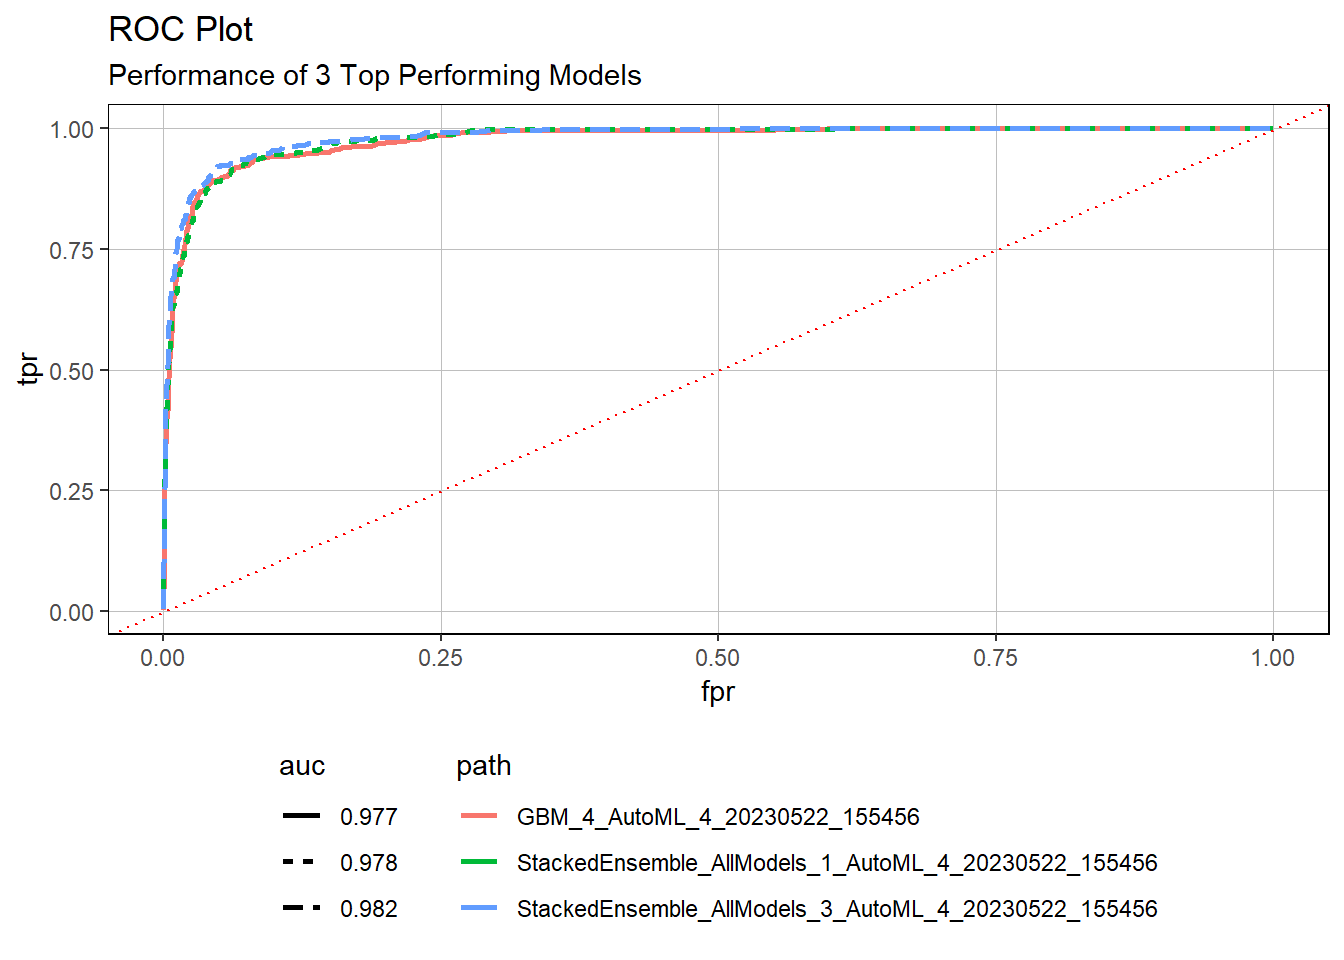 ROC Plot
Performance of 3 Top Performing Models
1.00
0.75
0.50
0.25
0.00
tpr
0.00 0.25 0.50 0.75 1.00
fpr
auc path
0.977 GBM_4_AutoML_4_20230522_155456
0.978 StackedEnsemble_AllModels_1_AutoML_4_20230522_155456
0.982 StackedEnsemble_AllModels_3_AutoML_4_20230522_155456